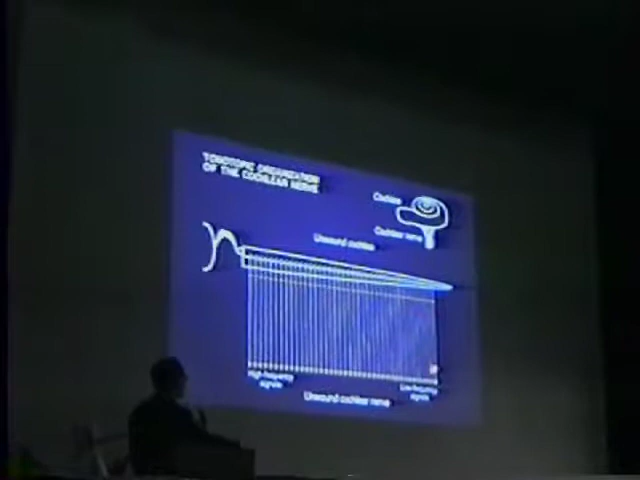 TONOTOPIC ORGANIZATION
OF THE COCHLEAR NERVE
Cochlea
Cochlear nerve
Unwound cochlea
High-frequency
signals
Low-frequency
signals
Unwound cochlear nerve